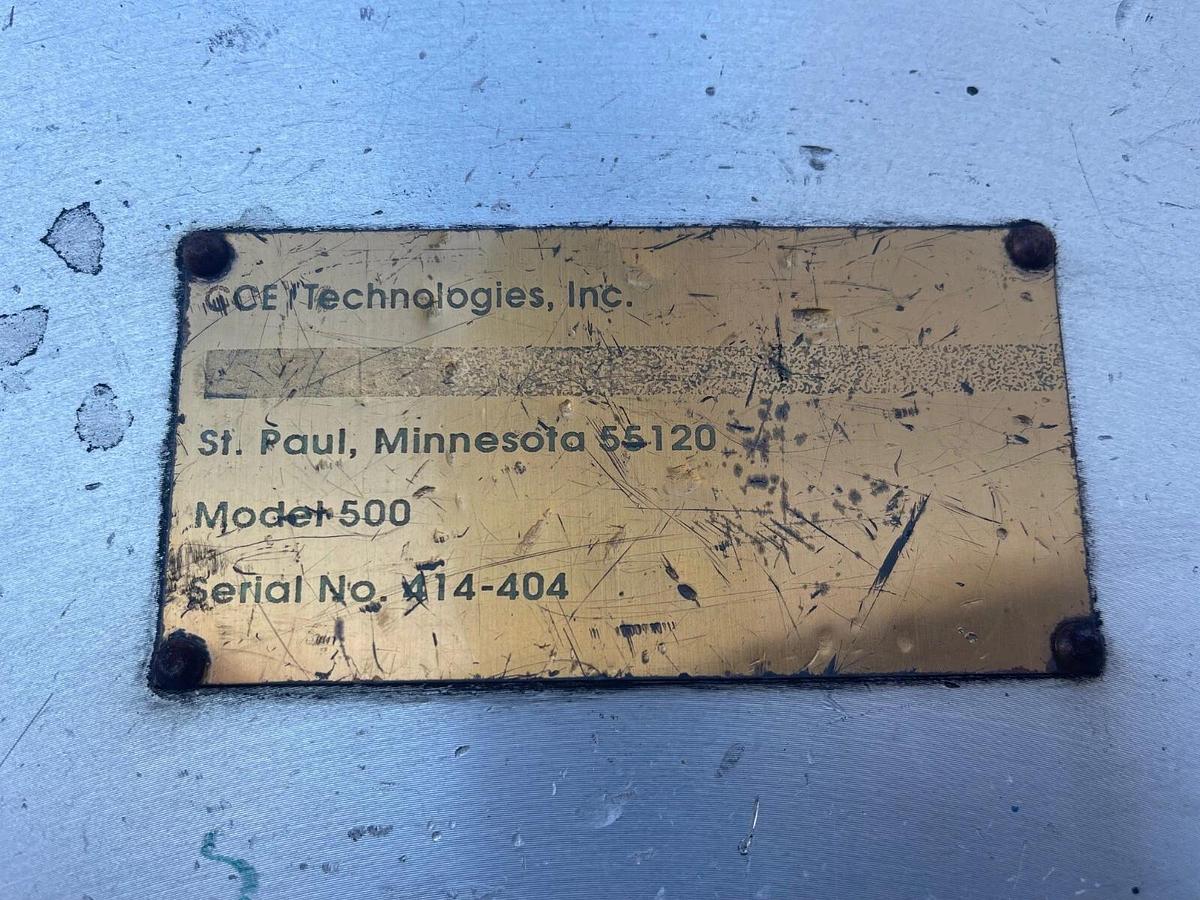 CCE Technologies, Inc.
St. Paul, Minnesota 55120
Model 500
Serial No. 414-404